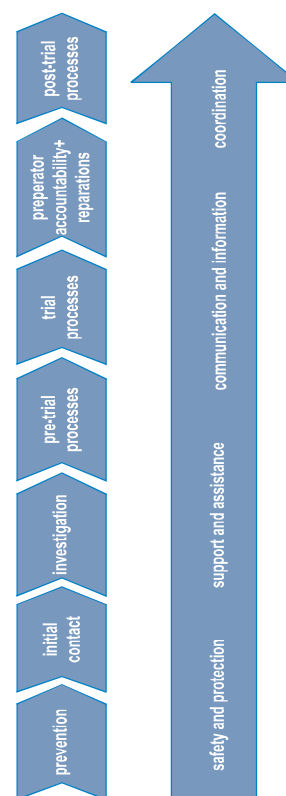 prevention
initial
contact
investigation
pre-trial
processes
trial
processes
preperator
accountability+
reparations
post-trial
processes
safety and protection
support and assistance
communication and information
coordination